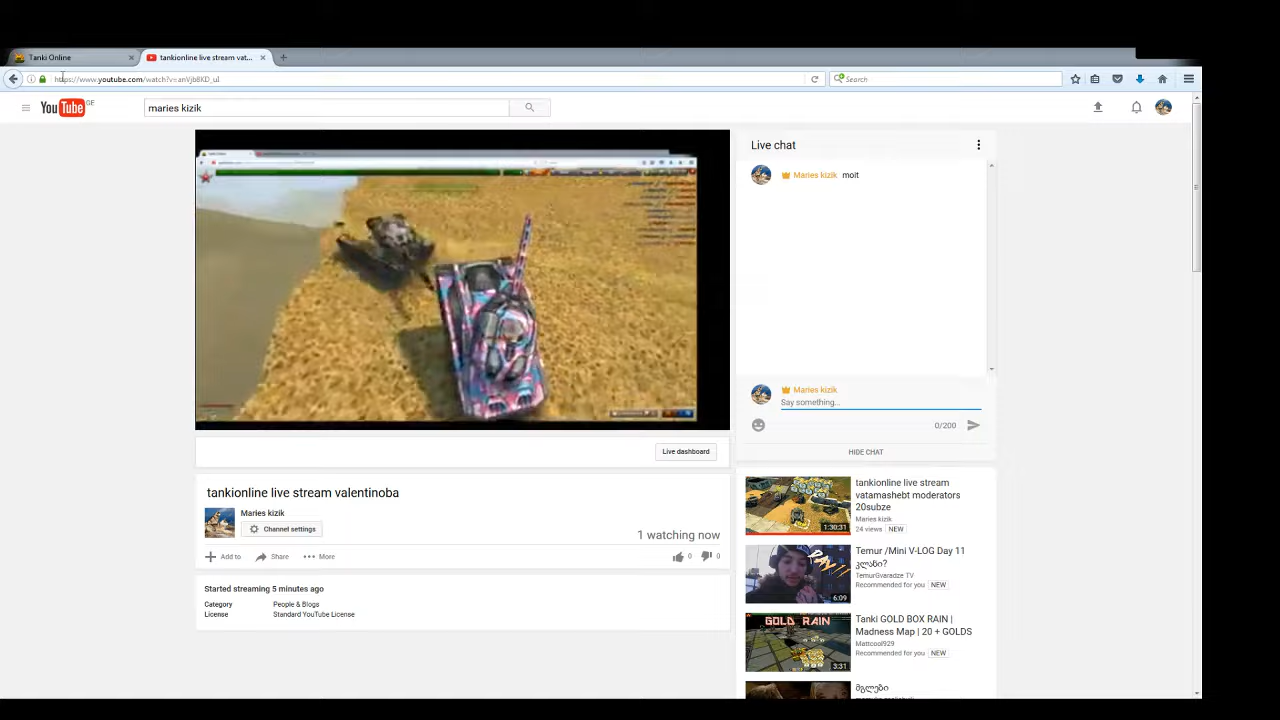 Tanki Online
tankionline live stream vat...
https://www.youtube.com/watch?v=anVjbBKD_uI
Search
YouTube GE
maries kizik
Live chat
Maries kizik moit
Maries kizik
Say something...
0/200
HIDE CHAT
Live dashboard
tankionline live stream valentinoba
Maries kizik
Channel settings
1 watching now
Add to
Share
More
0
0
Started streaming 5 minutes ago
Category People & Blogs
License Standard YouTube License
tankionline live stream
vatamashebt moderators
20subze
Maries kizik
24 views NEW
1:30:31
Temur /Mini V-LOG Day 11
კლანი?
TemurGvaradze TV
Recommended for you NEW
6:09
GOLD RAIN
Tanki GOLD BOX RAIN |
Madness Map | 20 + GOLDS
Mattcool929
Recommended for you NEW
3:31
მგლები